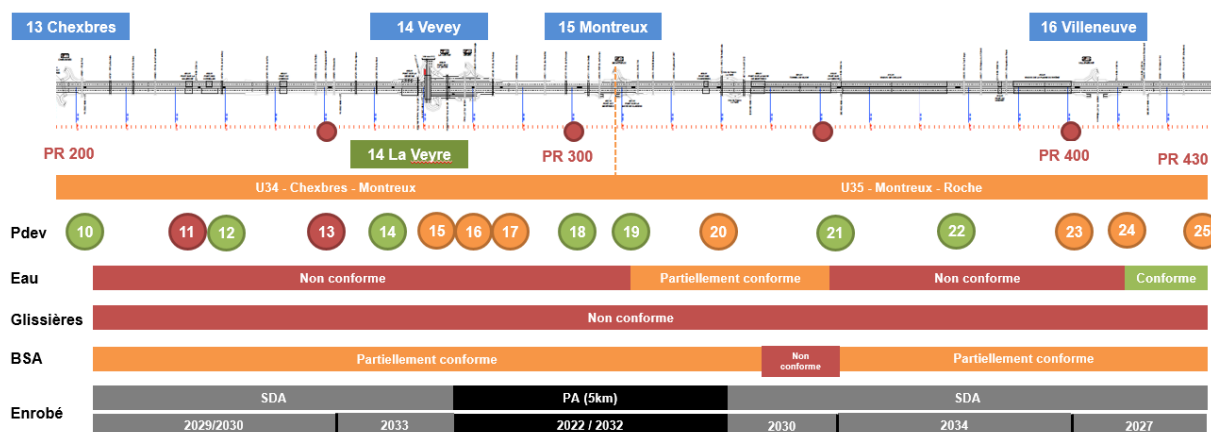 13 Chexbres
14 Vevey
15 Montreux
16 Villeneuve
PR 200
14 La Veyre
PR 300
PR 400
PR 430
U34 - Chexbres - Montreux
U35 - Montreux - Roche
Pdev
10
11
12
13
14
15
16
17
18
19
20
21
22
23
24
25
Eau
Non conforme
Partiellement conforme
Non conforme
Conforme
Glissières
Non conforme
BSA
Partiellement conforme
Non
conforme
Partiellement conforme
Enrobé
SDA
PA (5km)
SDA
2029/2030
2033
2022 / 2032
2030
2034
2027